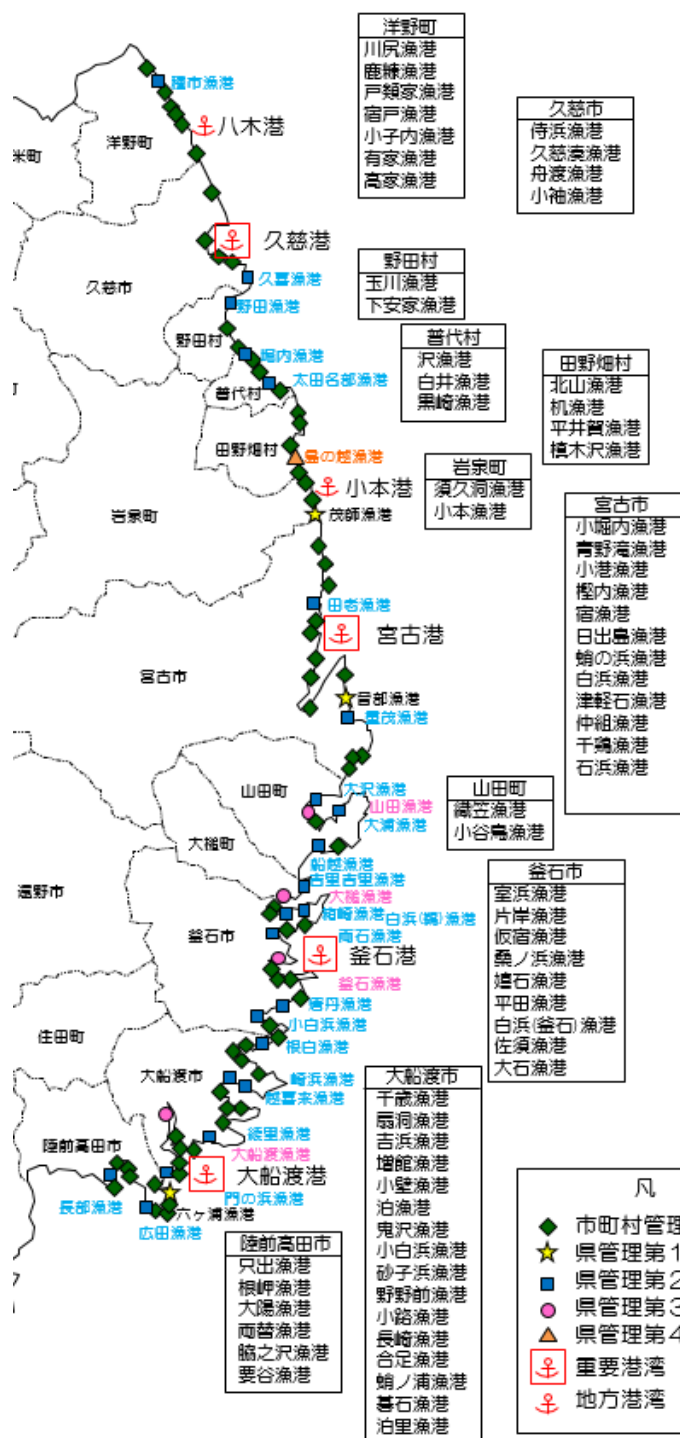 洋野町
川尻漁港
鹿糠漁港
戸類家漁港
宿戸漁港
小子内漁港
有家漁港
高家漁港
久慈市
侍浜漁港
久慈湊漁港
舟渡漁港
小袖漁港
種市漁港
八木港
洋野町
米町
久慈港
久慈市
久喜漁港
野田漁港
野田村
玉川漁港
下安家漁港
野田村
堀内漁港
太田名部漁港
普代村
普代村
沢漁港
白井漁港
黒崎漁港
田野畑村
北山漁港
机漁港
平井賀漁港
槙木沢漁港
田野畑村
島の越漁港
小本港
岩泉町
須久洞漁港
小本漁港
岩泉町
茂師漁港
宮古市
小堀内漁港
青野滝漁港
小港漁港
樫内漁港
宿漁港
日出島漁港
蛸の浜漁港
白浜漁港
津軽石漁港
仲組漁港
千鶏漁港
石浜漁港
田老漁港
宮古港
宮古市
音部漁港
重茂漁港
山田町
大沢漁港
山田漁港
大浦漁港
山田町
織笠漁港
小谷鳥漁港
大槌町
船越漁港
吉里吉里漁港
大槌漁港
遠野市
箱崎漁港
白浜(鵜)漁港
釜石市
両石漁港
釜石港
釜石漁港
釜石市
室浜漁港
片岸漁港
仮宿漁港
桑ノ浜漁港
嬉石漁港
平田漁港
白浜(釜石)漁港
佐須漁港
大石漁港
唐丹漁港
小白浜漁港
住田町
根白漁港
大船渡市
崎浜漁港
越喜来漁港
綾里漁港
大船渡漁港
大船渡港
陸前高田市
長部漁港
門の浜漁港
六ヶ浦漁港
広田漁港
大船渡市
千歳漁港
扇洞漁港
吉浜漁港
増館漁港
小壁漁港
泊漁港
鬼沢漁港
小白浜漁港
砂子浜漁港
野野前漁港
小路漁港
長崎漁港
合足漁港
蛸ノ浦漁港
碁石漁港
泊里漁港
陸前高田市
只出漁港
根岬漁港
大陽漁港
両替漁港
脇之沢漁港
要谷漁港
凡
市町村管理
県管理第1
県管理第2
県管理第3
県管理第4
重要港湾
地方港湾